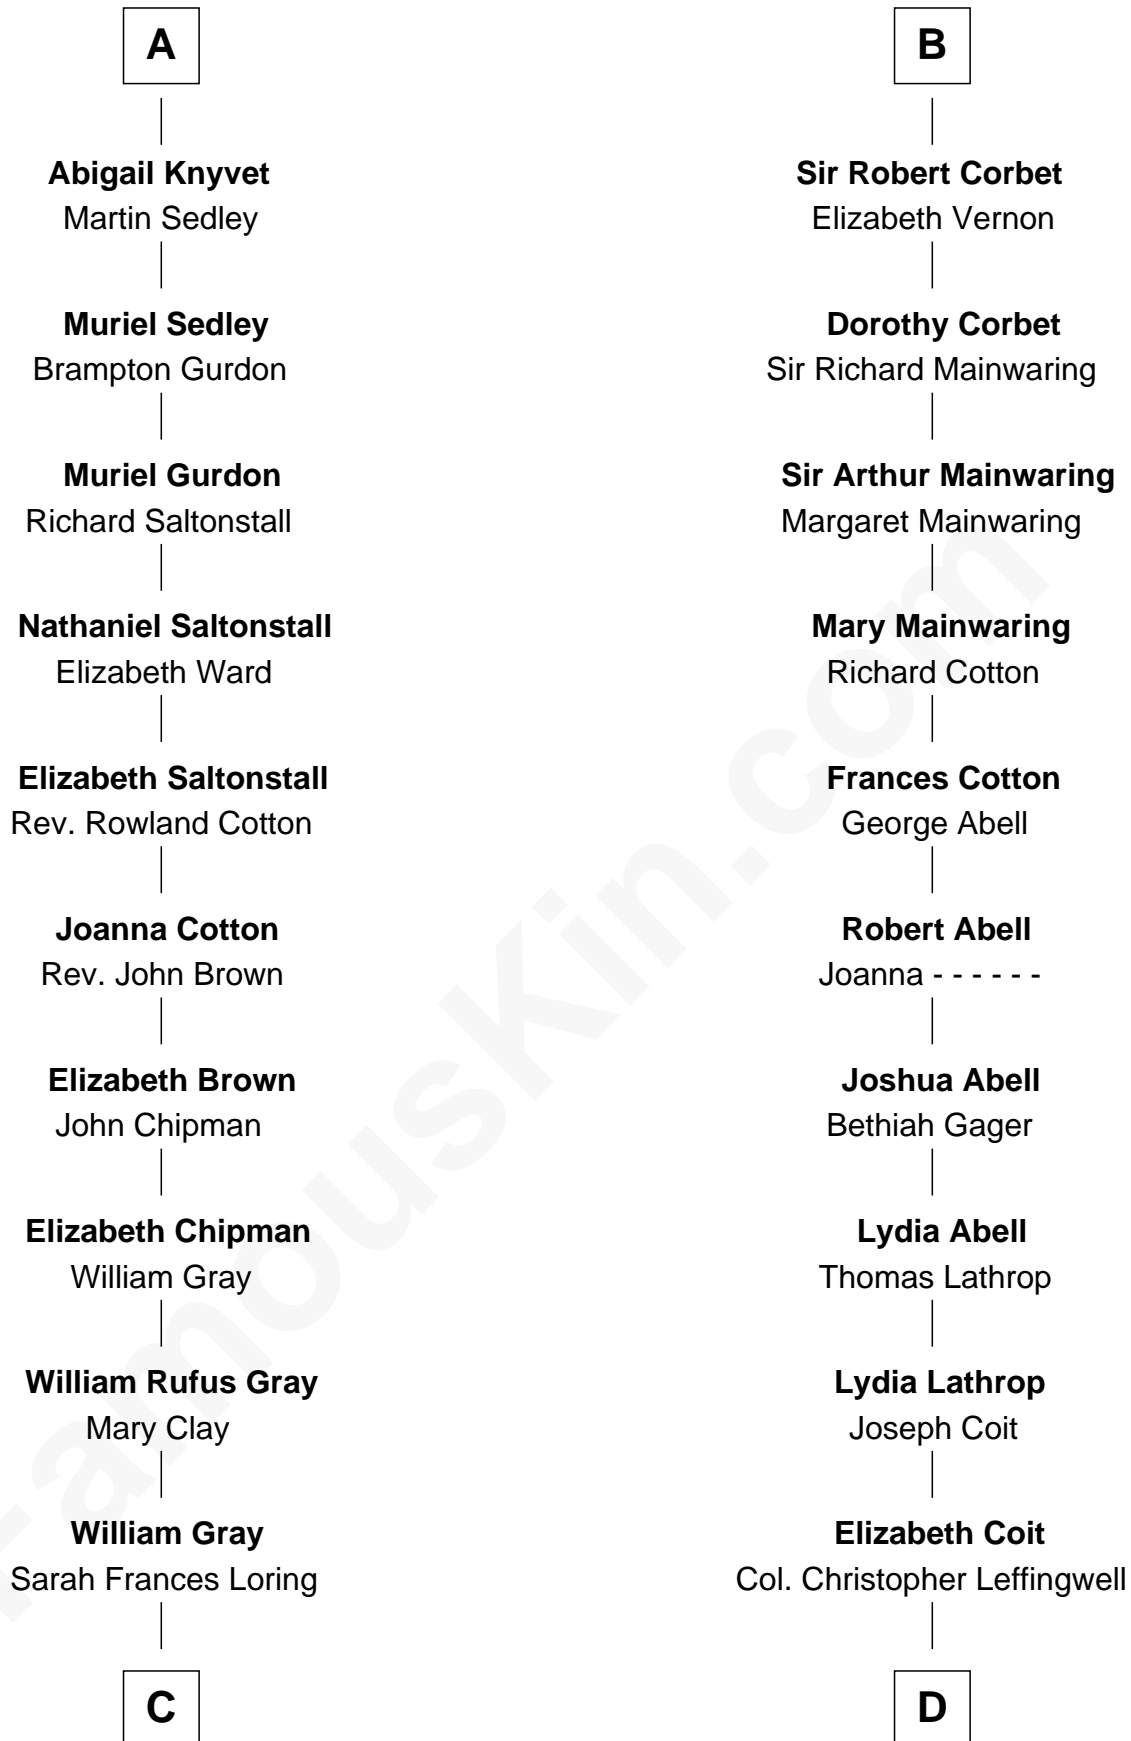 A
Abigail Knyvet
Martin Sedley
Muriel Sedley
Brampton Gurdon
Muriel Gurdon
Richard Saltonstall
Nathaniel Saltonstall
Elizabeth Ward
Elizabeth Saltonstall
Rev. Rowland Cotton
Joanna Cotton
Rev. John Brown
Elizabeth Brown
John Chipman
Elizabeth Chipman
William Gray
William Rufus Gray
Mary Clay
William Gray
Sarah Frances Loring
C
B
Sir Robert Corbet
Elizabeth Vernon
Dorothy Corbet
Sir Richard Mainwaring
Sir Arthur Mainwaring
Margaret Mainwaring
Mary Mainwaring
Richard Cotton
Frances Cotton
George Abell
Robert Abell
Joanna - - - - - -
Joshua Abell
Bethiah Gager
Lydia Abell
Thomas Lathrop
Lydia Lathrop
Joseph Coit
Elizabeth Coit
Col. Christopher Leffingwell
D
FamousKin.com